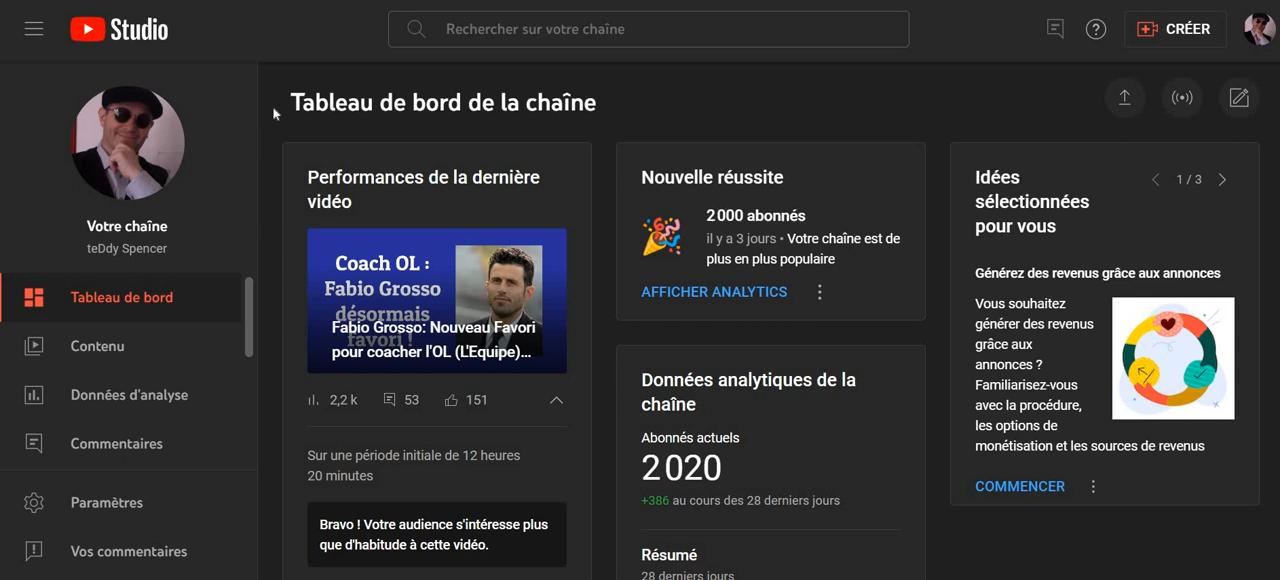 Studio
Rechercher sur votre chaîne
?
CRÉER
Votre chaîne
teDdy Spencer
Tableau de bord
Contenu
Données d'analyse
Commentaires
Paramètres
Vos commentaires
Tableau de bord de la chaîne
Performances de la dernière
vidéo
Coach OL :
Fabio Grosso
désormais
favori !
Fabio Grosso: Nouveau Favori
pour coacher l'OL (L'Equipe)...
2,2 k 53 151
Sur une période initiale de 12 heures
20 minutes
Bravo ! Votre audience s'intéresse plus
que d'habitude à cette vidéo.
Nouvelle réussite
2 000 abonnés
il y a 3 jours • Votre chaîne est de
plus en plus populaire
AFFICHER ANALYTICS
Données analytiques de la
chaîne
Abonnés actuels
2 020
+386 au cours des 28 derniers jours
Résumé
28 derniers jours
Idées
sélectionnées
pour vous
1 / 3
Générez des revenus grâce aux annonces
Vous souhaitez
générer des revenus
grâce aux
annonces ?
Familiarisez-vous
avec la procédure,
les options de
monétisation et les sources de revenus
COMMENCER